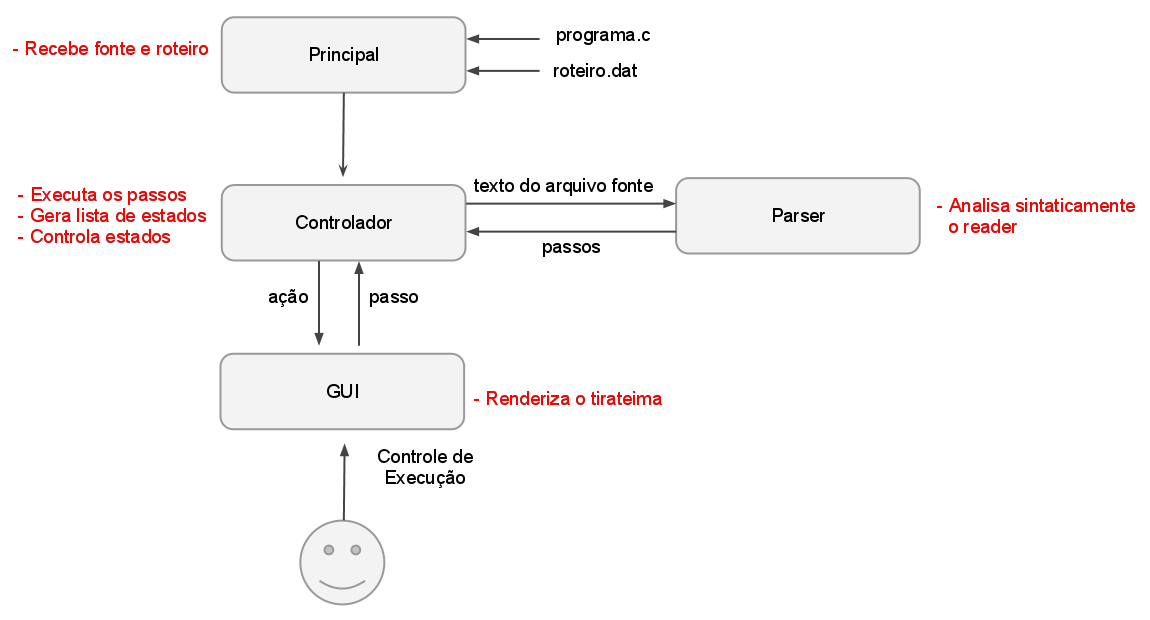 - Recebe fonte e roteiro
Principal
programa.c
roteiro.dat
- Executa os passos
- Gera lista de estados
- Controla estados
Controlador
texto do arquivo fonte
passos
Parser
- Analisa sintaticamente
o reader
ação
passo
GUI
- Renderiza o tirateima
Controle de
Execução